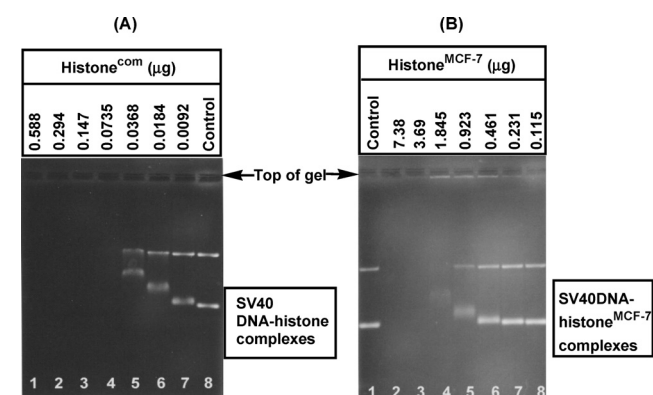 (A)
(B)
Histone^com (μg)
0.588
0.294
0.147
0.0735
0.0368
0.0184
0.0092
Control
Histone^MCF-7 (μg)
Control
7.38
3.69
1.845
0.923
0.461
0.231
0.115
Top of gel
SV40
DNA-histone
complexes
SV40DNA-
histone^MCF-7
complexes
1 2 3 4 5 6 7 8
1 2 3 4 5 6 7 8